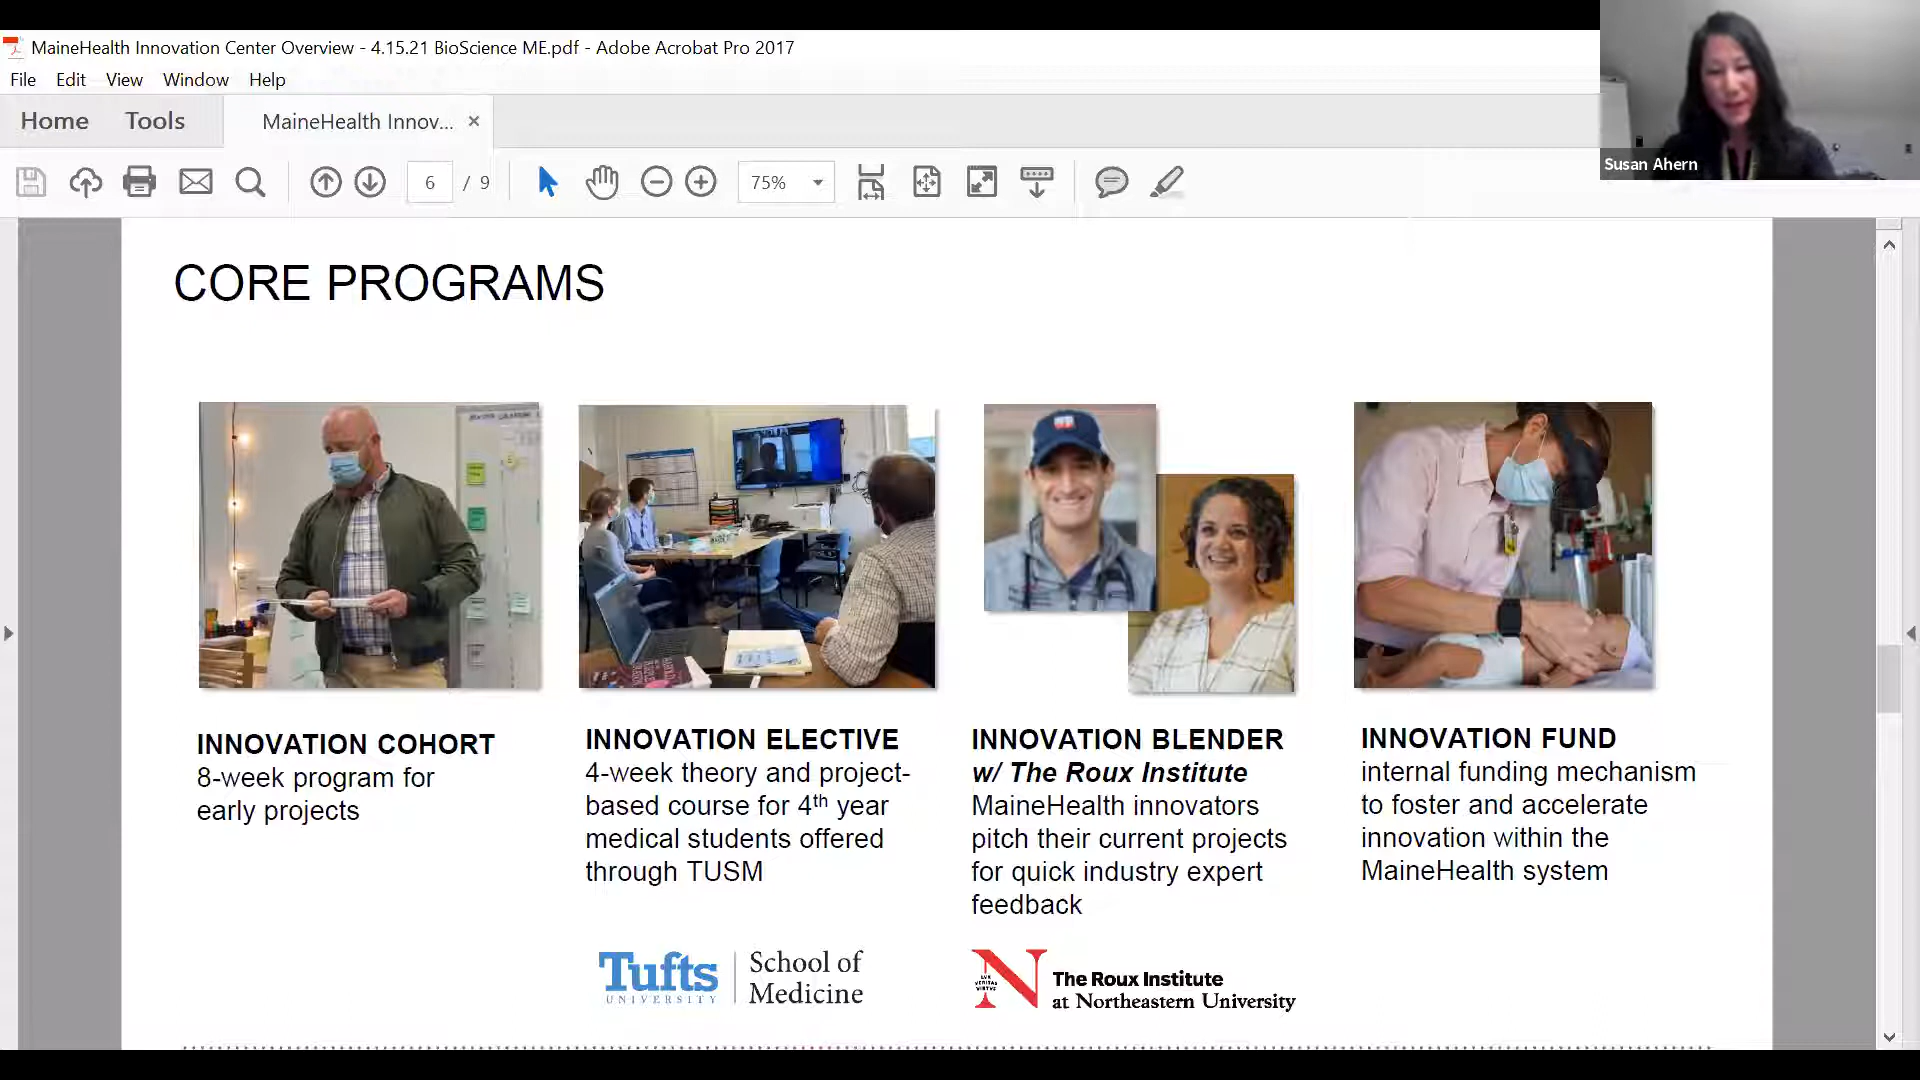 MaineHealth Innovation Center Overview - 4.15.21 BioScience ME.pdf - Adobe Acrobat Pro 2017
File Edit View Window Help
Home Tools MaineHealth Innov...
6 / 9 75%
Susan Ahern
CORE PROGRAMS
INNOVATION COHORT
8-week program for
early projects
INNOVATION ELECTIVE
4-week theory and project-
based course for 4th year
medical students offered
through TUSM
Tufts
UNIVERSITY
School of
Medicine
INNOVATION BLENDER
w/ The Roux Institute
MaineHealth innovators
pitch their current projects
for quick industry expert
feedback
N
LUX
VERITAS
VIRTUS
The Roux Institute
at Northeastern University
INNOVATION FUND
internal funding mechanism
to foster and accelerate
innovation within the
MaineHealth system